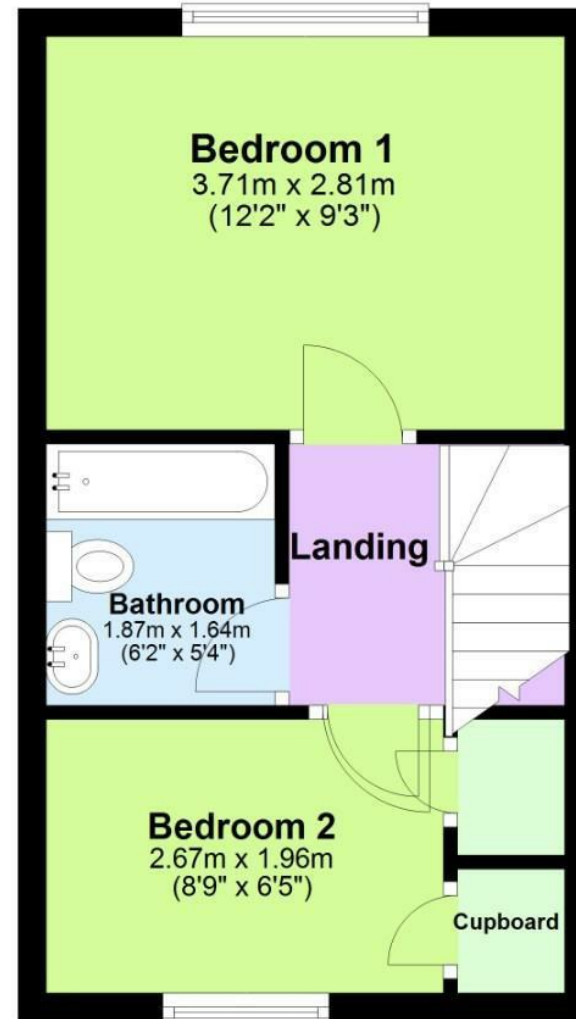 Bedroom 1
3.71m x 2.81m
(12'2" x 9'3")
Landing
Bathroom
1.87m x 1.64m
(6'2" x 5'4")
Bedroom 2
2.67m x 1.96m
(8'9" x 6'5")
Cupboard